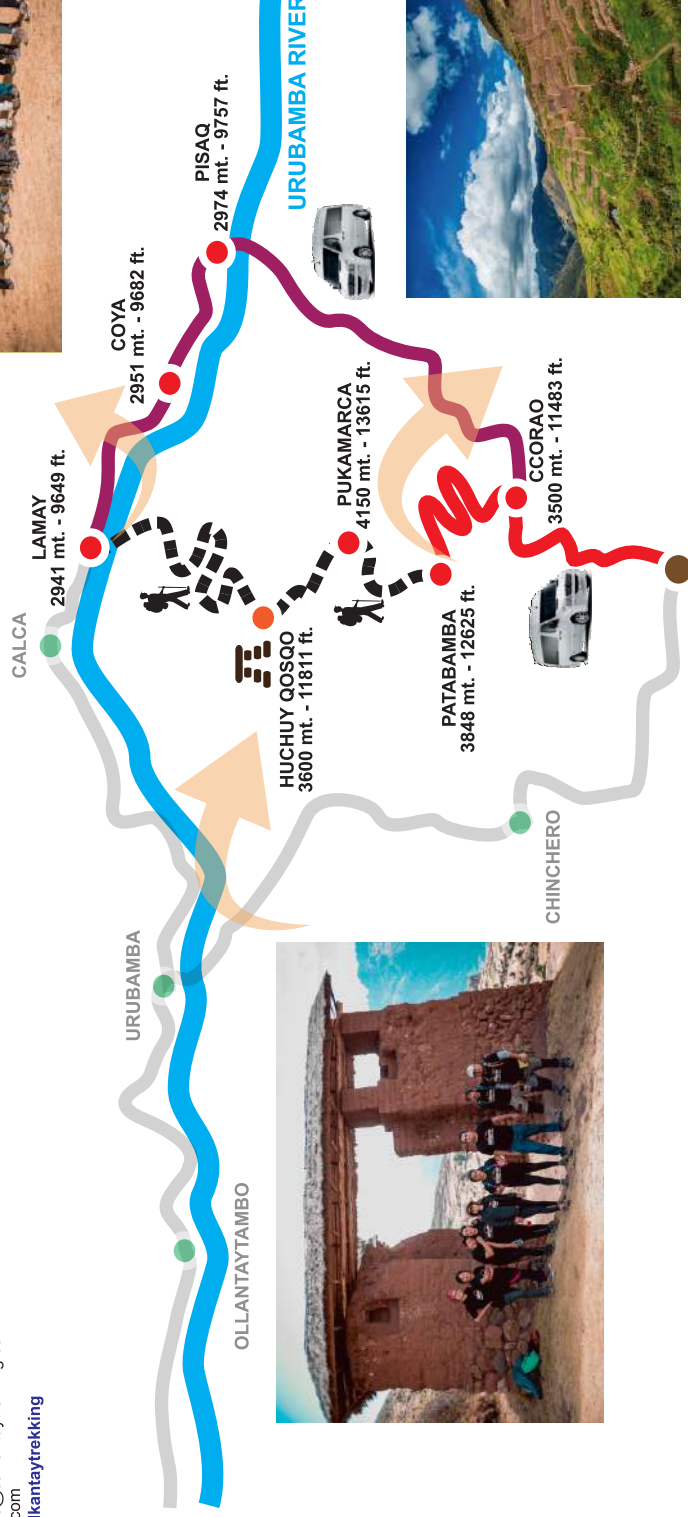 com
lkantaytrekking
CALCA
LAMAY
2941 mt. - 9649 ft.
COYA
2951 mt. - 9682 ft.
PISAQ
2974 mt. - 9757 ft.
URUBAMBA RIVER
URUBAMBA
OLLANTAYTAMBO
HUCHUY QOSQO
3600 mt. - 11811 ft.
PUKAMARCA
4150 mt. - 13615 ft.
PATABAMBA
3848 mt. - 12625 ft.
CCORAO
3500 mt. - 11483 ft.
CHINCHERO